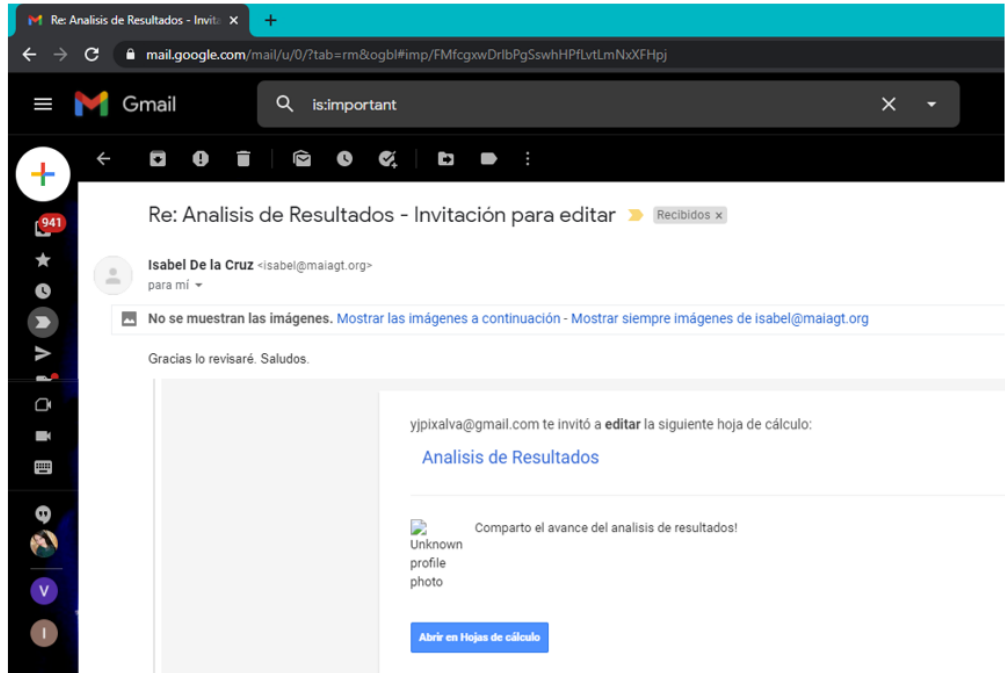 Re: Analisis de Resultados - Invita
mail.google.com/mail/u/0/?tab=rm&ogbl#imp/FMfcgxwDrlbPgSswhHPfLvtLmNxXFHpj
Gmail
is:important
941
Re: Analisis de Resultados - Invitación para editar
Recibidos x
Isabel De la Cruz <isabel@maiagt.org>
para mí
No se muestran las imágenes. Mostrar las imágenes a continuación - Mostrar siempre imágenes de isabel@maiagt.org
Gracias lo revisaré. Saludos.
yjpixalva@gmail.com te invitó a editar la siguiente hoja de cálculo:
Analisis de Resultados
Comparto el avance del analisis de resultados!
Unknown
profile
photo
Abrir en Hojas de cálculo
V
I